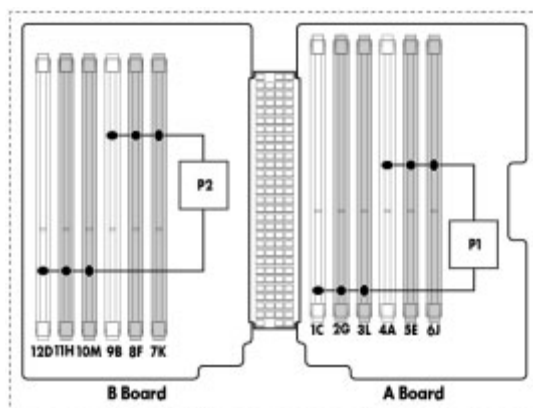 P2
P1
12D 11H 10M 9B 8F 7K
1C 2G 3L 4A 5E 6J
B Board
A Board